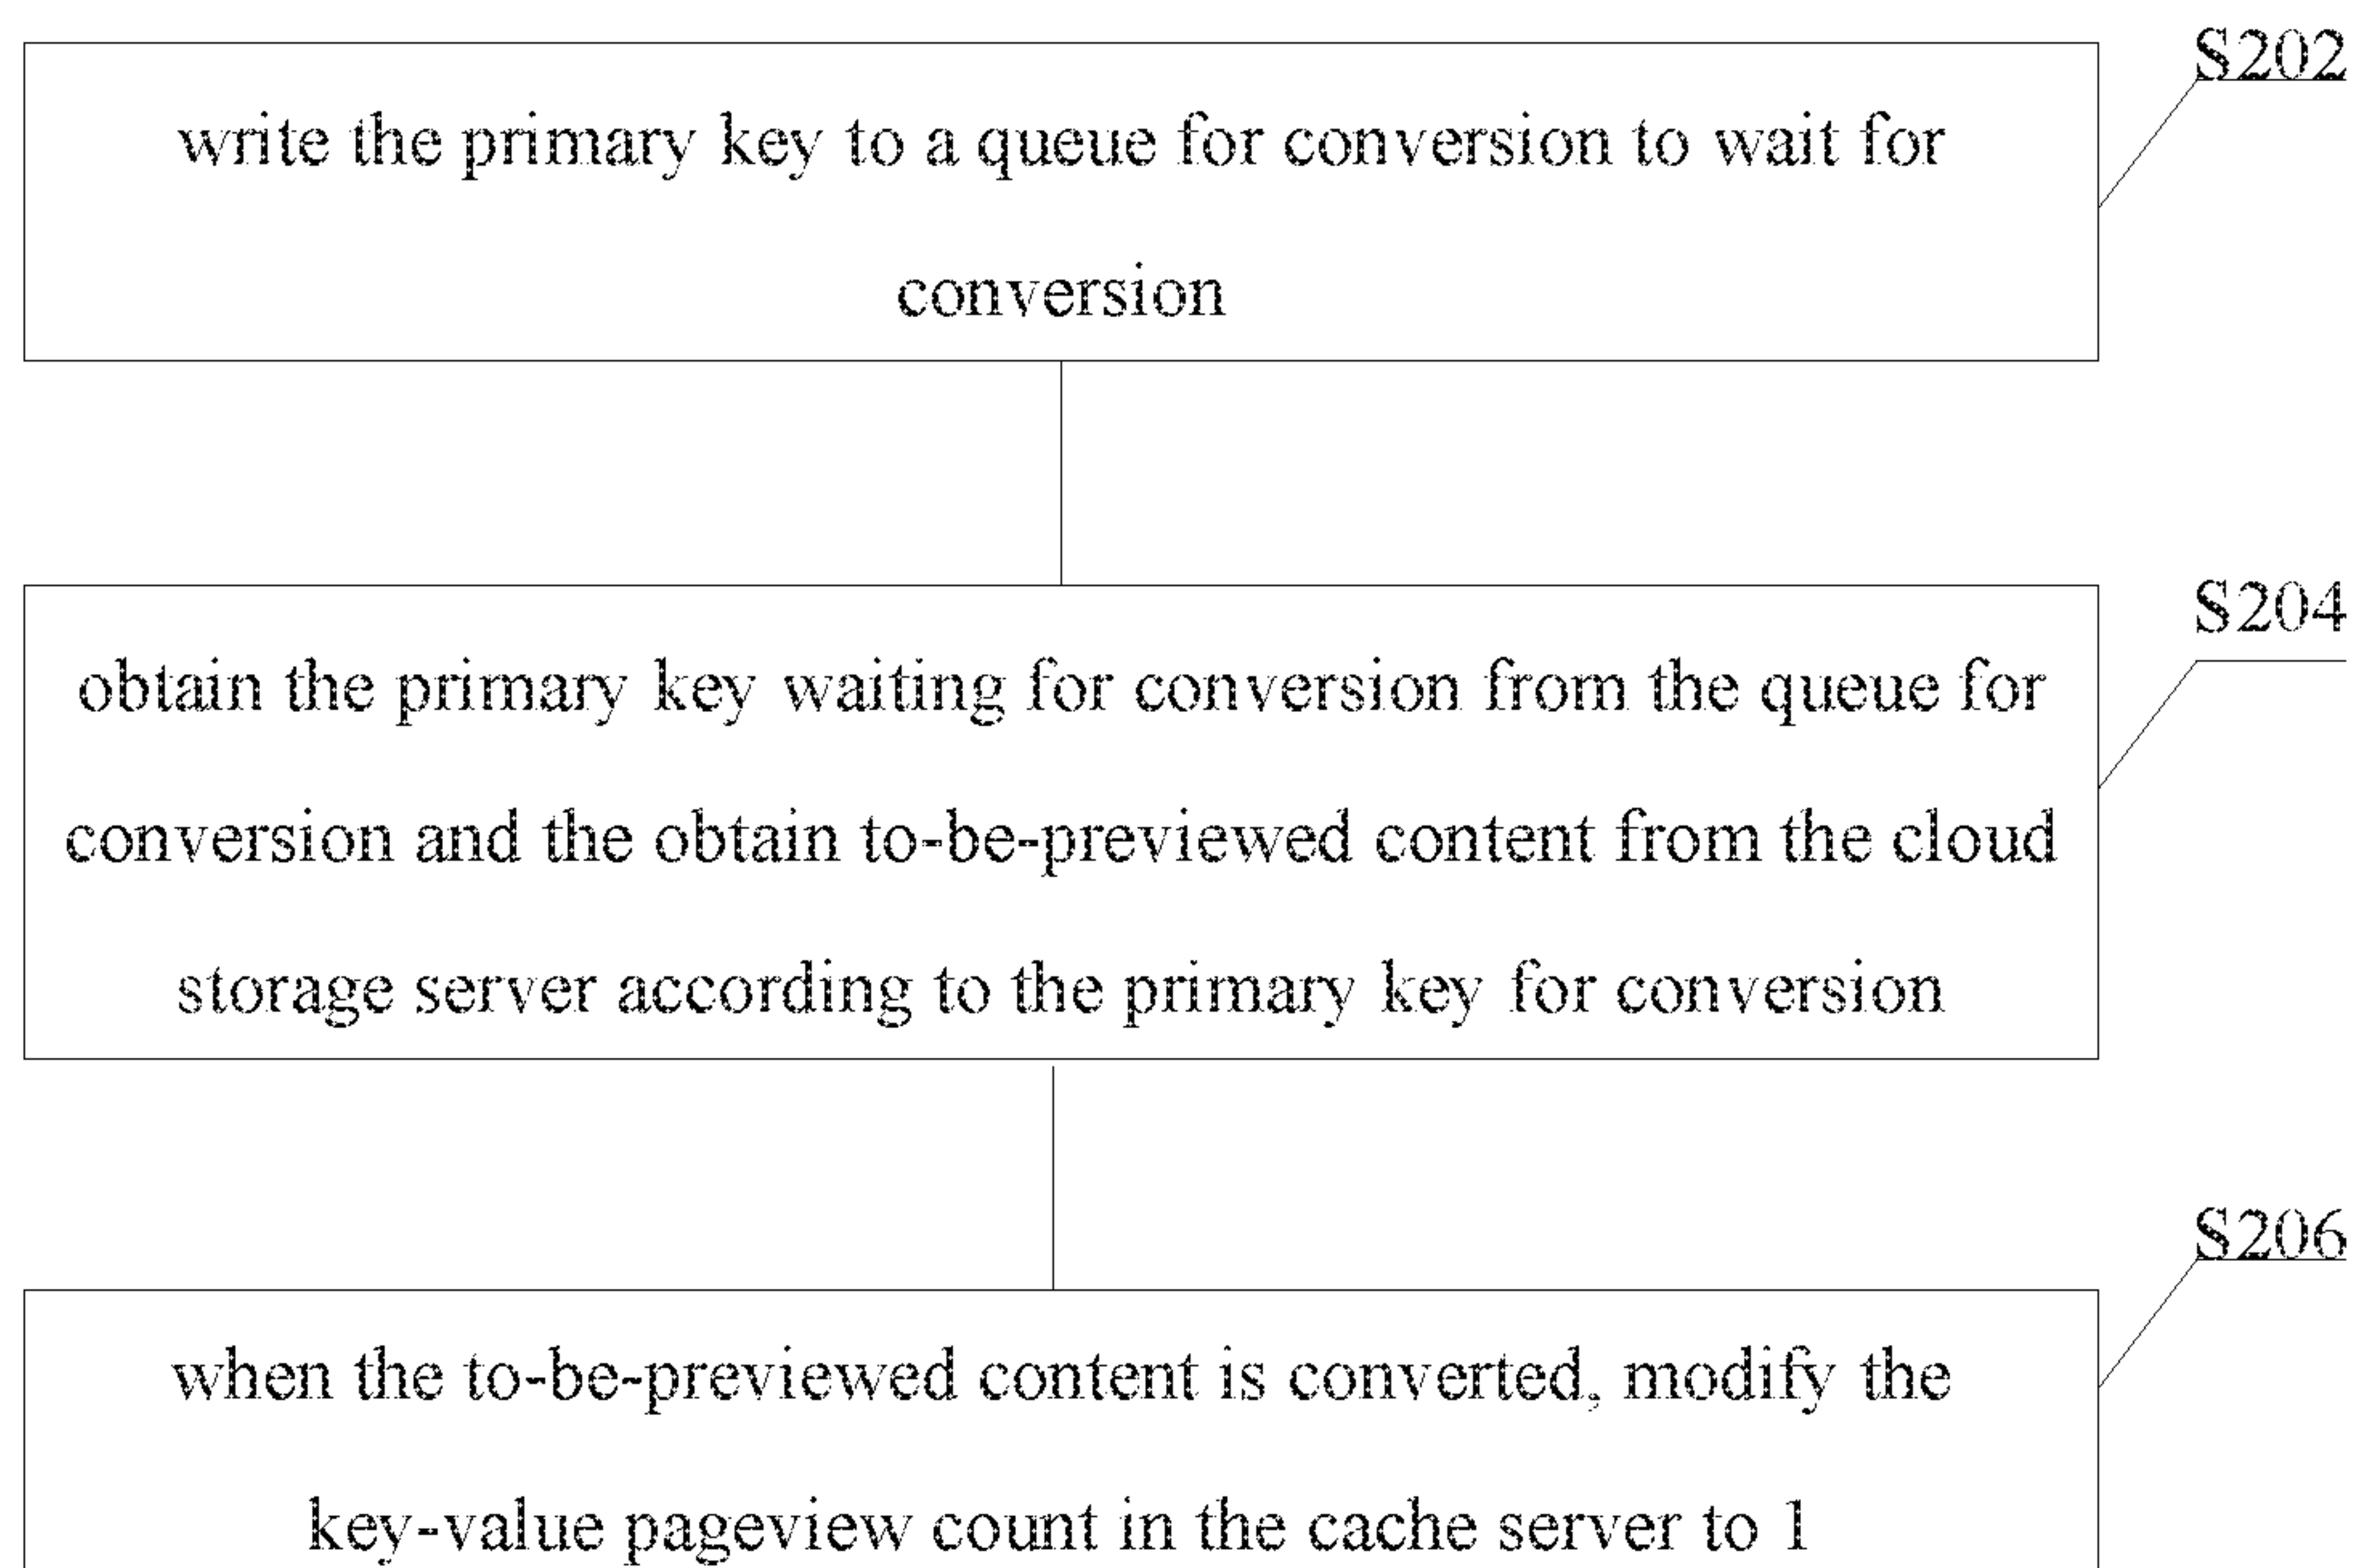 S202
write the primary key to a queue for conversion to wait for
conversion
S204
obtain the primary key waiting for conversion from the queue for
conversion and the obtain to-be-previewed content from the cloud
storage server according to the primary key for conversion
S206
when the to-be-previewed content is converted, modify the
key-value pageview count in the cache server to 1